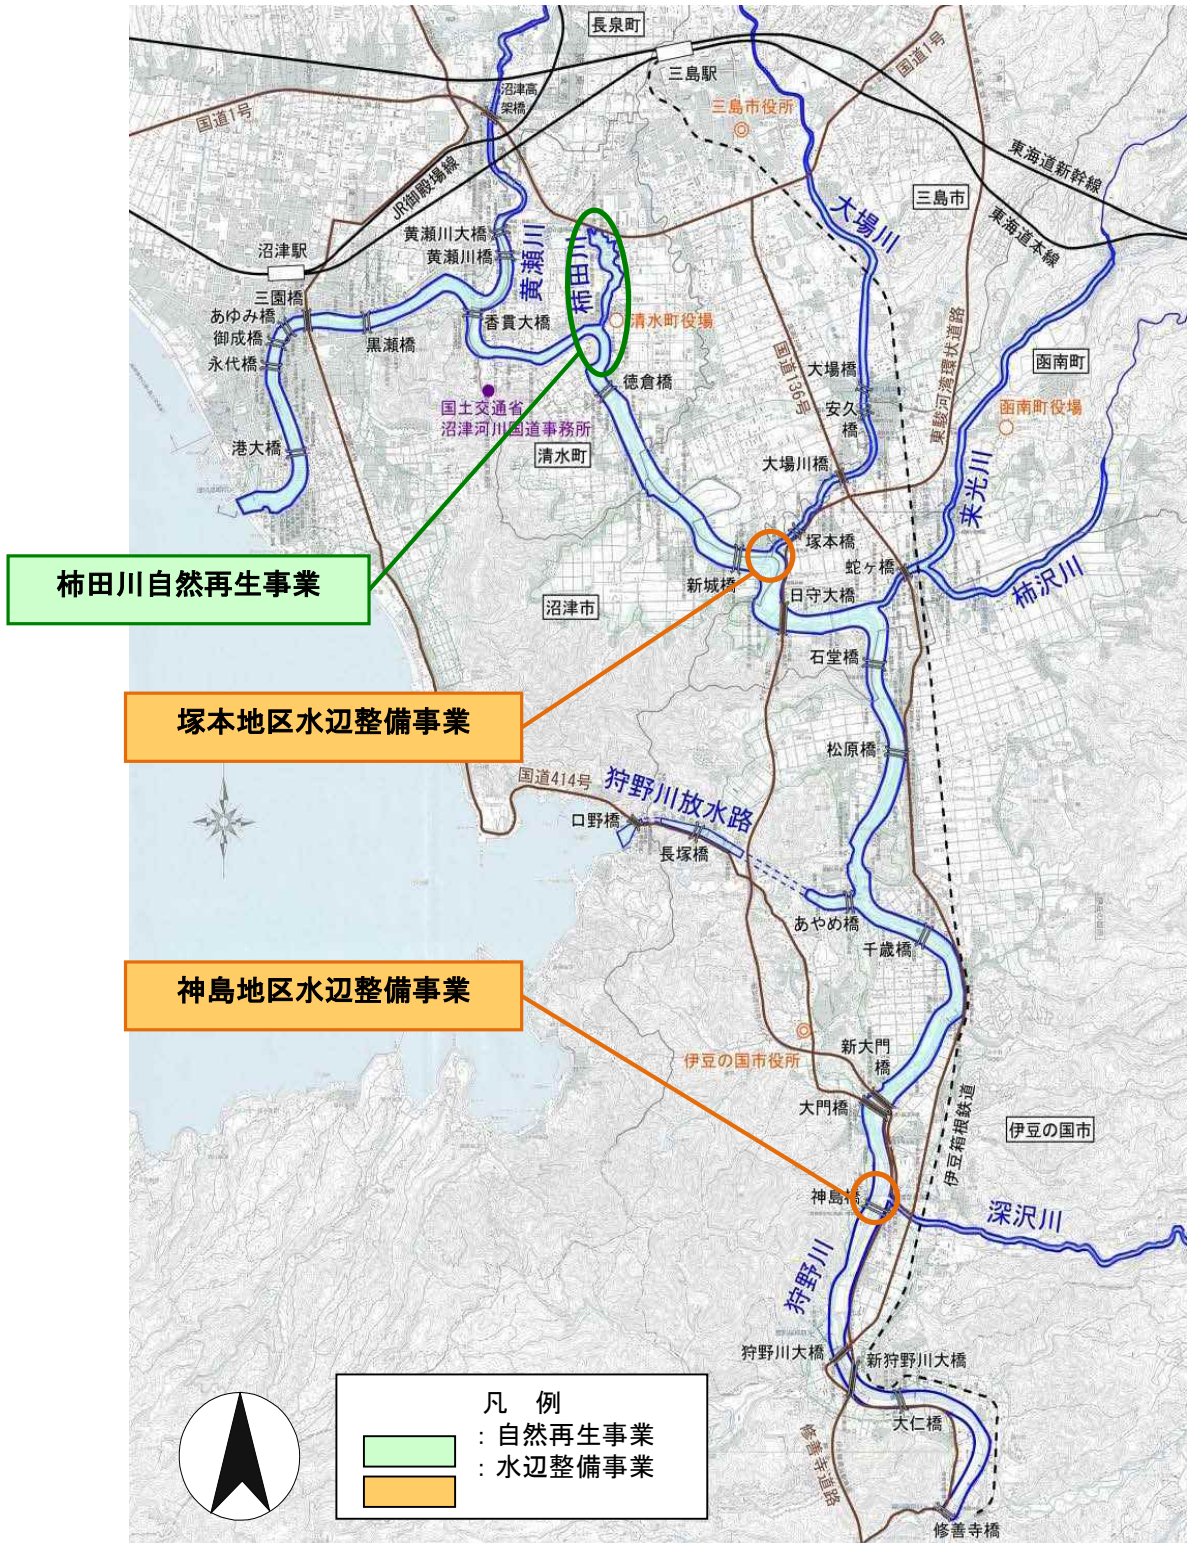 長泉町
三島駅
国道1号
沼津高
架橋
三島市役所
国道1号
JR御殿場線
東海道新幹線
三島市
大場川
東海道本線
黄瀬川大橋
黄瀬川橋
黄瀬川
柿田川
沼津駅
三園橋
あゆみ橋
御成橋
永代橋
黒瀬橋
香貫大橋
清水町役場
国道136号
東駿河湾環状道路
函南町
大場橋
安久
橋
函南町役場
徳倉橋
国土交通省
沼津河川国道事務所
清水町
港大橋
大場川橋
来光川
塚本橋
蛇ヶ橋
柿沢川
新城橋
日守大橋
柿田川自然再生事業
沼津市
石堂橋
塚本地区水辺整備事業
松原橋
国道414号
狩野川放水路
口野橋
長塚橋
あやめ橋
千歳橋
神島地区水辺整備事業
伊豆の国市役所
新大門
橋
大門橋
伊豆箱根鉄道
伊豆の国市
神島橋
深沢川
狩野川
狩野川大橋
新狩野川大橋
大仁橋
修善寺道路
修善寺橋
凡 例
：自然再生事業
：水辺整備事業